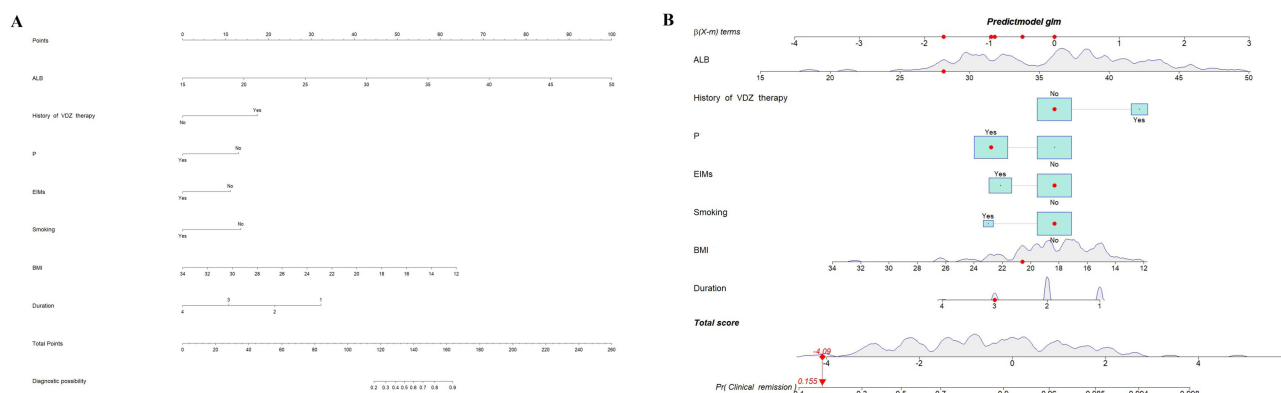 A
Points
0 10 20 30 40 50 60 70 80 90 100
ALB
15 20 25 30 35 40 45 50
History of VDZ therapy
Yes
No
P
No
Yes
EIMs
No
Yes
Smoking
No
Yes
BMI
34 32 30 28 26 24 22 20 18 16 14 12
Duration
3 1
4 2
Total Points
0 20 40 60 80 100 120 140 160 180 200 220 240 260
Diagnostic possibility
0.2 0.3 0.4 0.5 0.6 0.7 0.8 0.9
B
Predictmodel glm
β(X-m) terms
-4 -3 -2 -1 0 1 2 3
ALB
15 20 25 30 35 40 45 50
History of VDZ therapy
No
Yes
P
Yes
No
EIMs
Yes
No
Smoking
Yes
No
BMI
34 32 30 28 26 24 22 20 18 16 14 12
Duration
4 3 2 1
Total score
-4.09
-4 -2 0 2 4
0.155
Pr( Clinical remission )